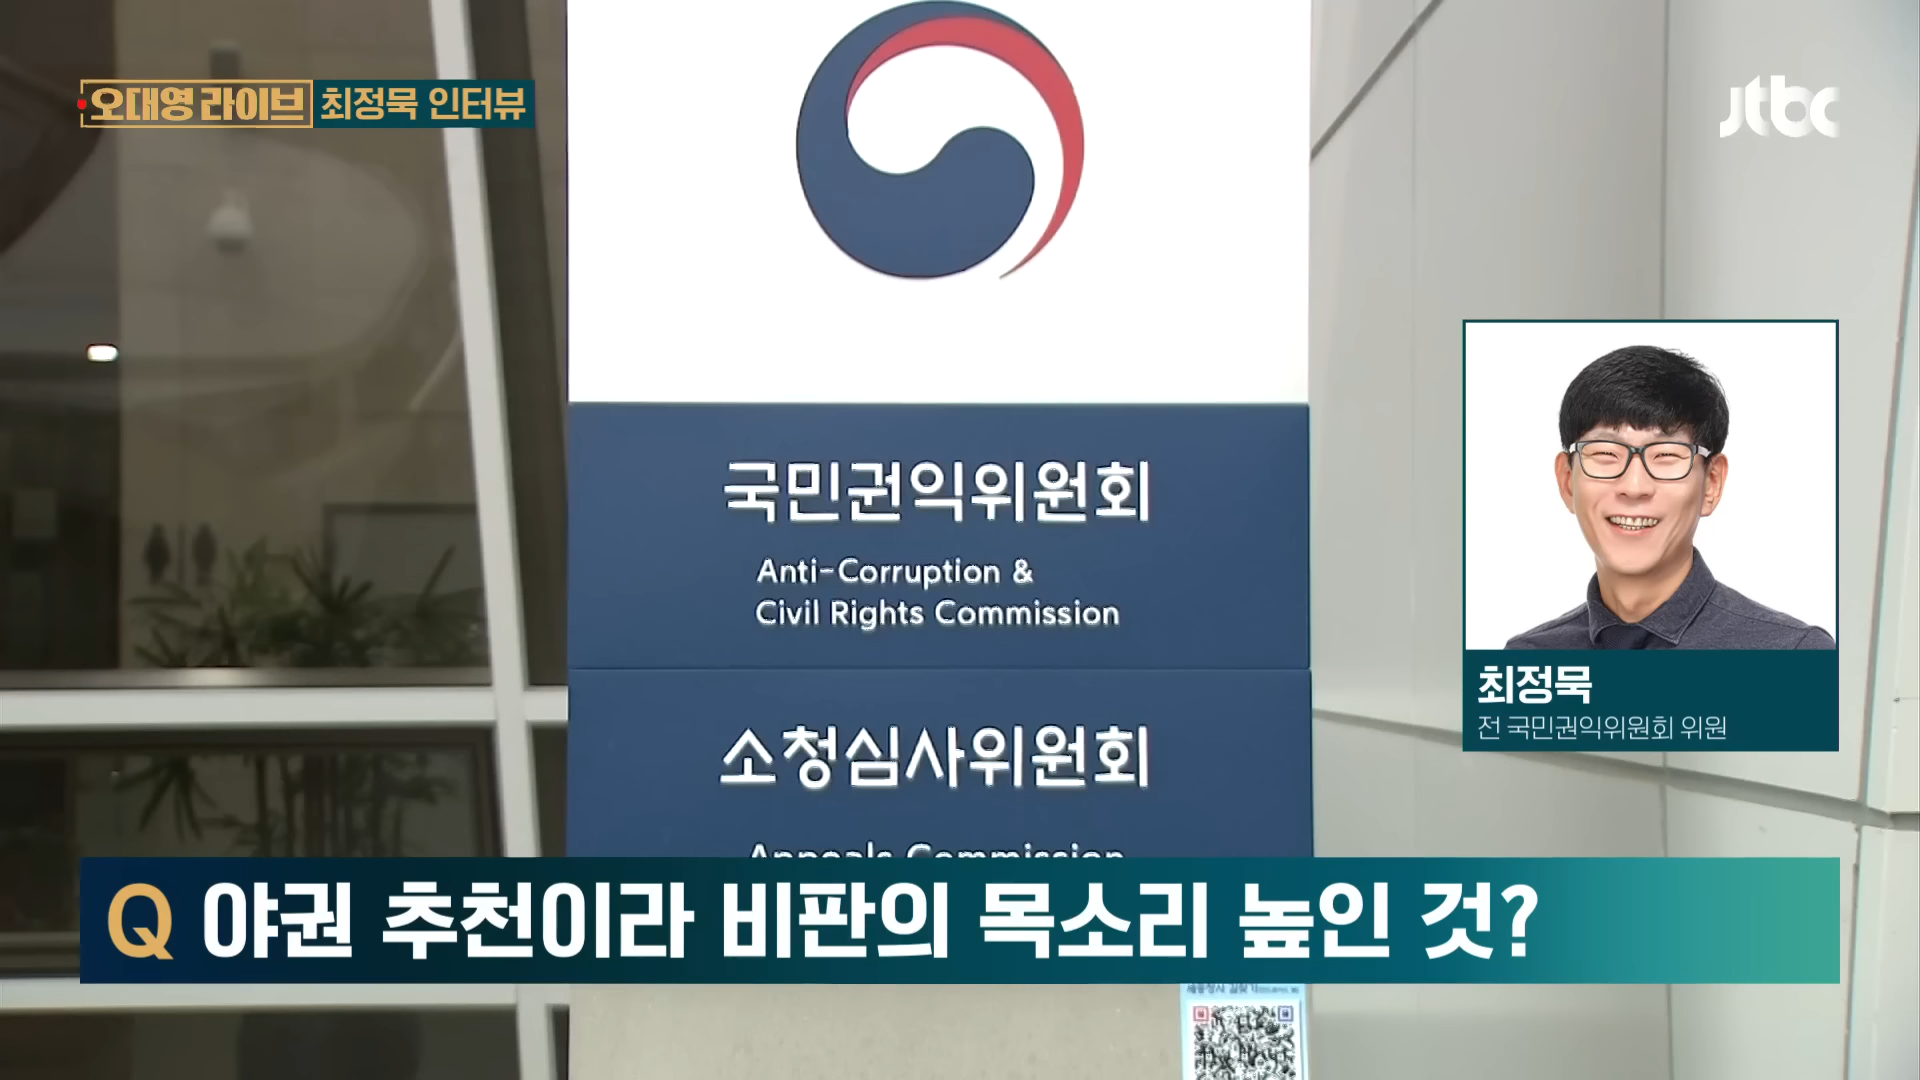 오대영 라이브 최정묵 인터뷰
jtbc
국민권익위원회
Anti-Corruption &
Civil Rights Commission
최정묵
전 국민권익위원회 위원
소청심사위원회
Appeals Commission
Q 야권 추천이라 비판의 목소리 높인 것?